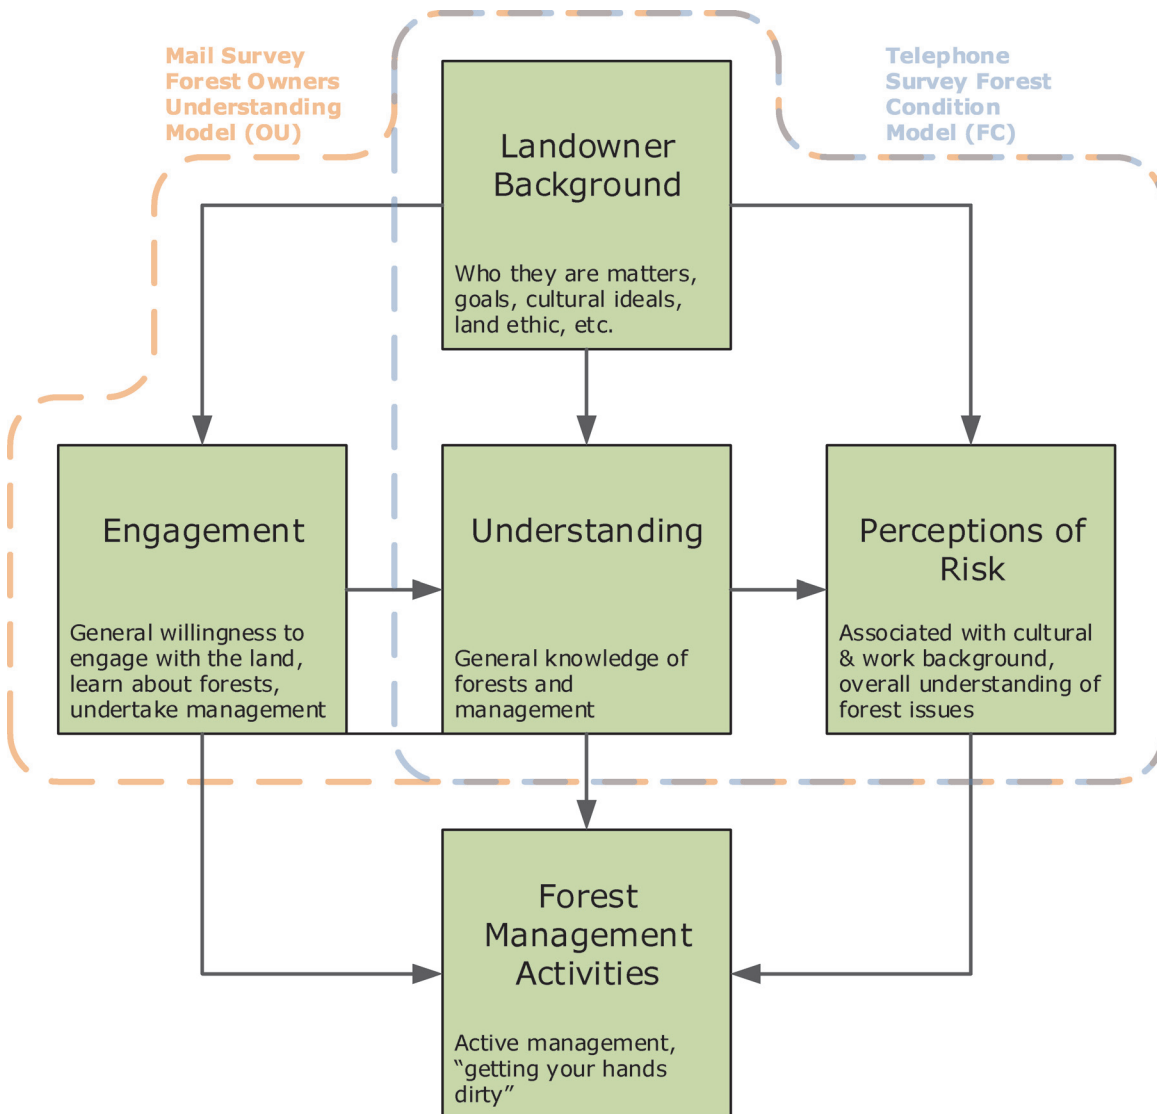 Mail Survey
Forest Owners
Understanding
Model (OU)
Telephone
Survey Forest
Condition
Model (FC)
Landowner
Background
Who they are matters,
goals, cultural ideals,
land ethic, etc.
Engagement
General willingness to
engage with the land,
learn about forests,
undertake management
Understanding
General knowledge of
forests and
management
Perceptions of
Risk
Associated with cultural
& work background,
overall understanding of
forest issues
Forest
Management
Activities
Active management,
“getting your hands
dirty”